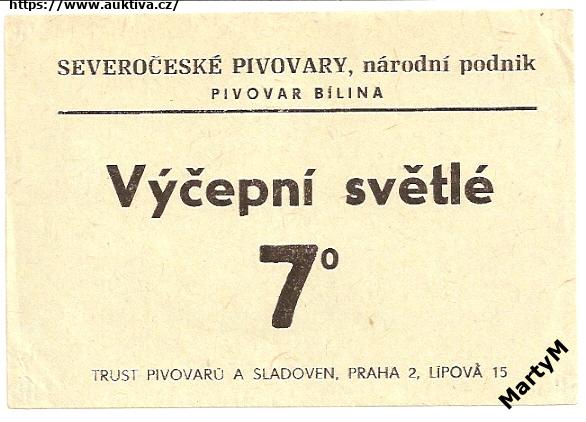 https://www.auktiva.cz/
SEVEROČESKÉ PIVOVARY, národní podnik
PIVOVAR BÍLINA
Výčepní světlé
7°
TRUST PIVOVARŮ A SLADOVEN, PRAHA 2, LÍPOVÁ 15
MartyM